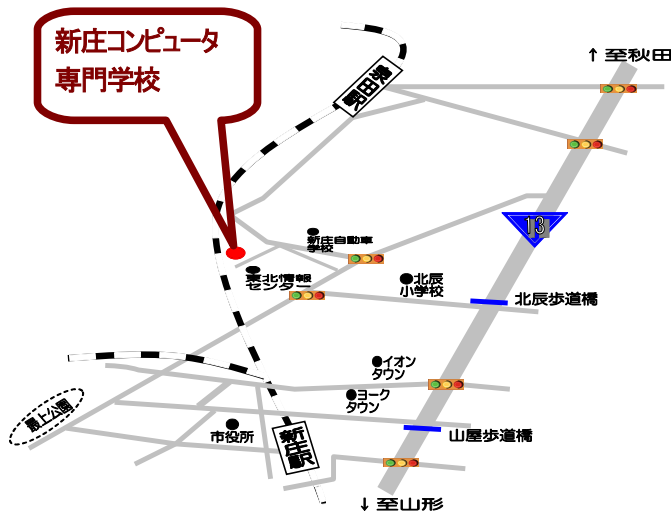 新庄コンピュータ
専門学校
↑至秋田
泉田駅
13
新庄自動車
学校
東北情報
センター
北辰
小学校
北辰歩道橋
イオン
タウン
ヨーク
タウン
最上公園
市役所
新庄駅
山屋歩道橋
↓至山形